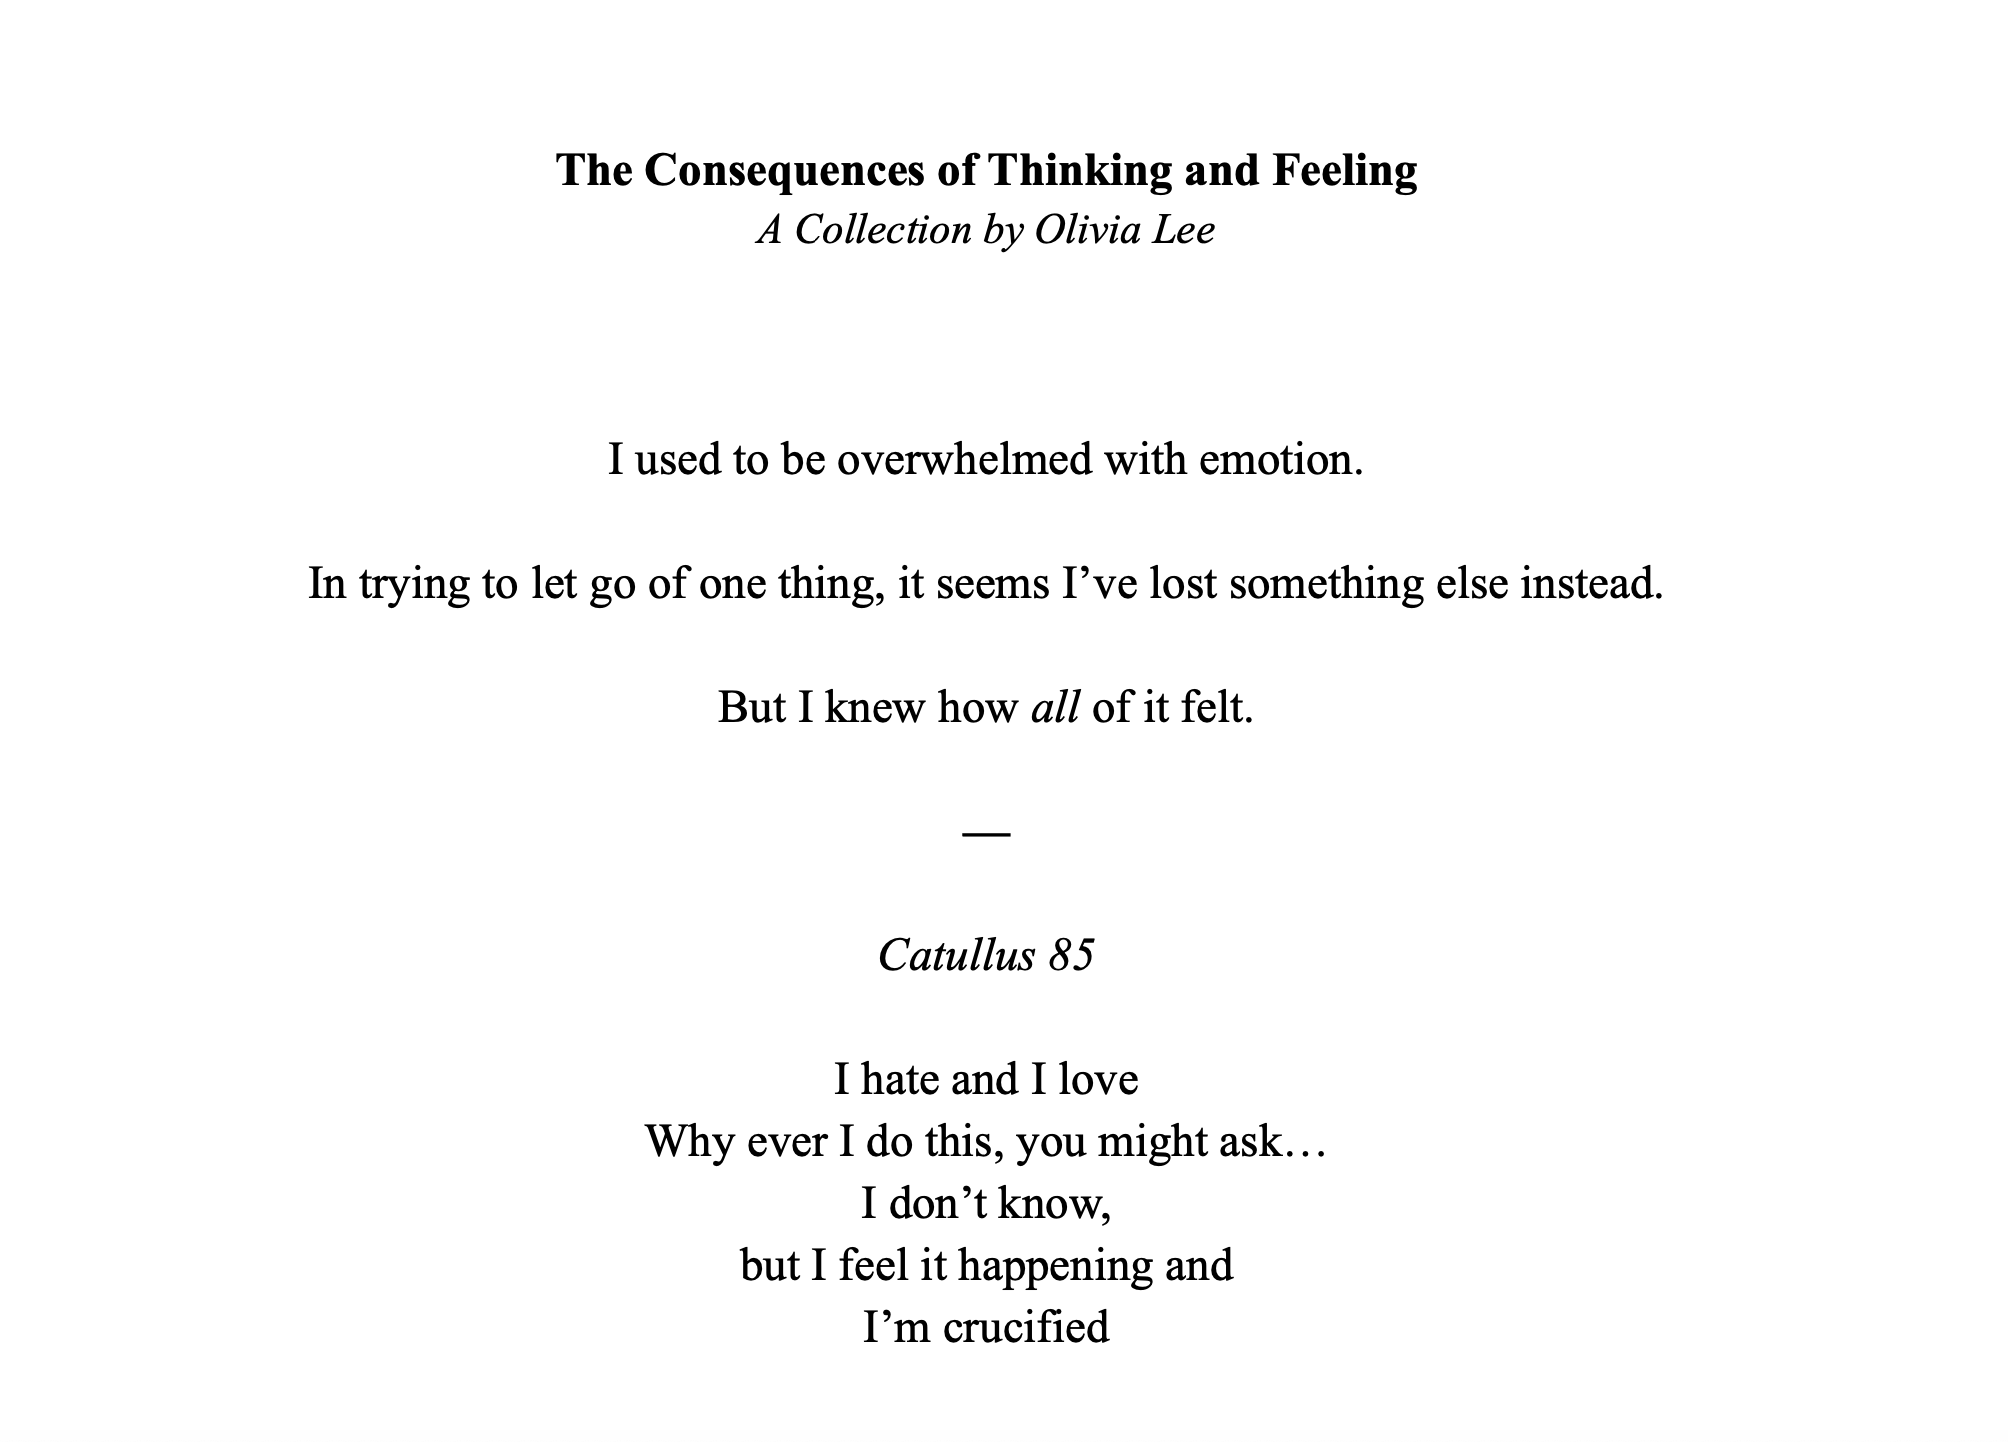 The Consequences of Thinking and Feeling
A Collection by Olivia Lee
I used to be overwhelmed with emotion.
In trying to let go of one thing, it seems I’ve lost something else instead.
But I knew how all of it felt.
—
Catullus 85
I hate and I love
Why ever I do this, you might ask…
I don’t know,
but I feel it happening and
I’m crucified